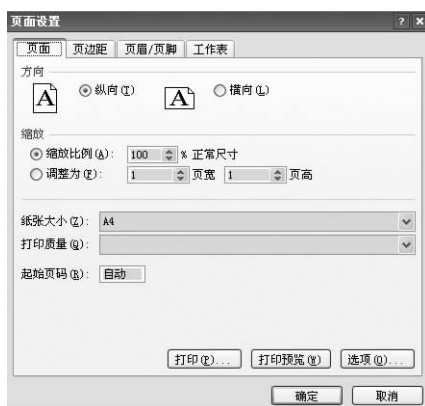 页面设置
页面 页边距 页眉/页脚 工作表
方向
A 纵向(T) A 横向(L)
缩放
缩放比例(A): 100 % 正常尺寸
调整为(F): 1 页宽 1 页高
纸张大小(Z): A4
打印质量(Q):
起始页码(R): 自动
打印(P)... 打印预览(W) 选项(O)...
确定 取消